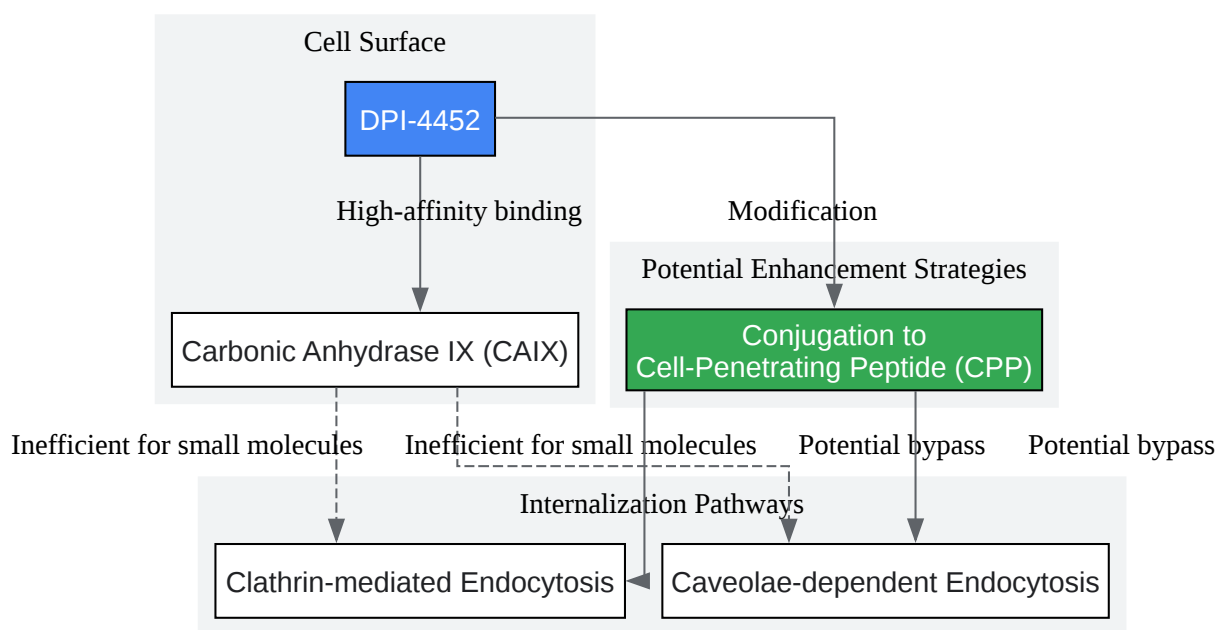 Cell Surface
DPI-4452
High-affinity binding
Modification
Potential Enhancement Strategies
Carbonic Anhydrase IX (CAIX)
Conjugation to
Cell-Penetrating Peptide (CPP)
Inefficient for small molecules
Inefficient for small molecules
Potential bypass
Potential bypass
Internalization Pathways
Clathrin-mediated Endocytosis
Caveolae-dependent Endocytosis